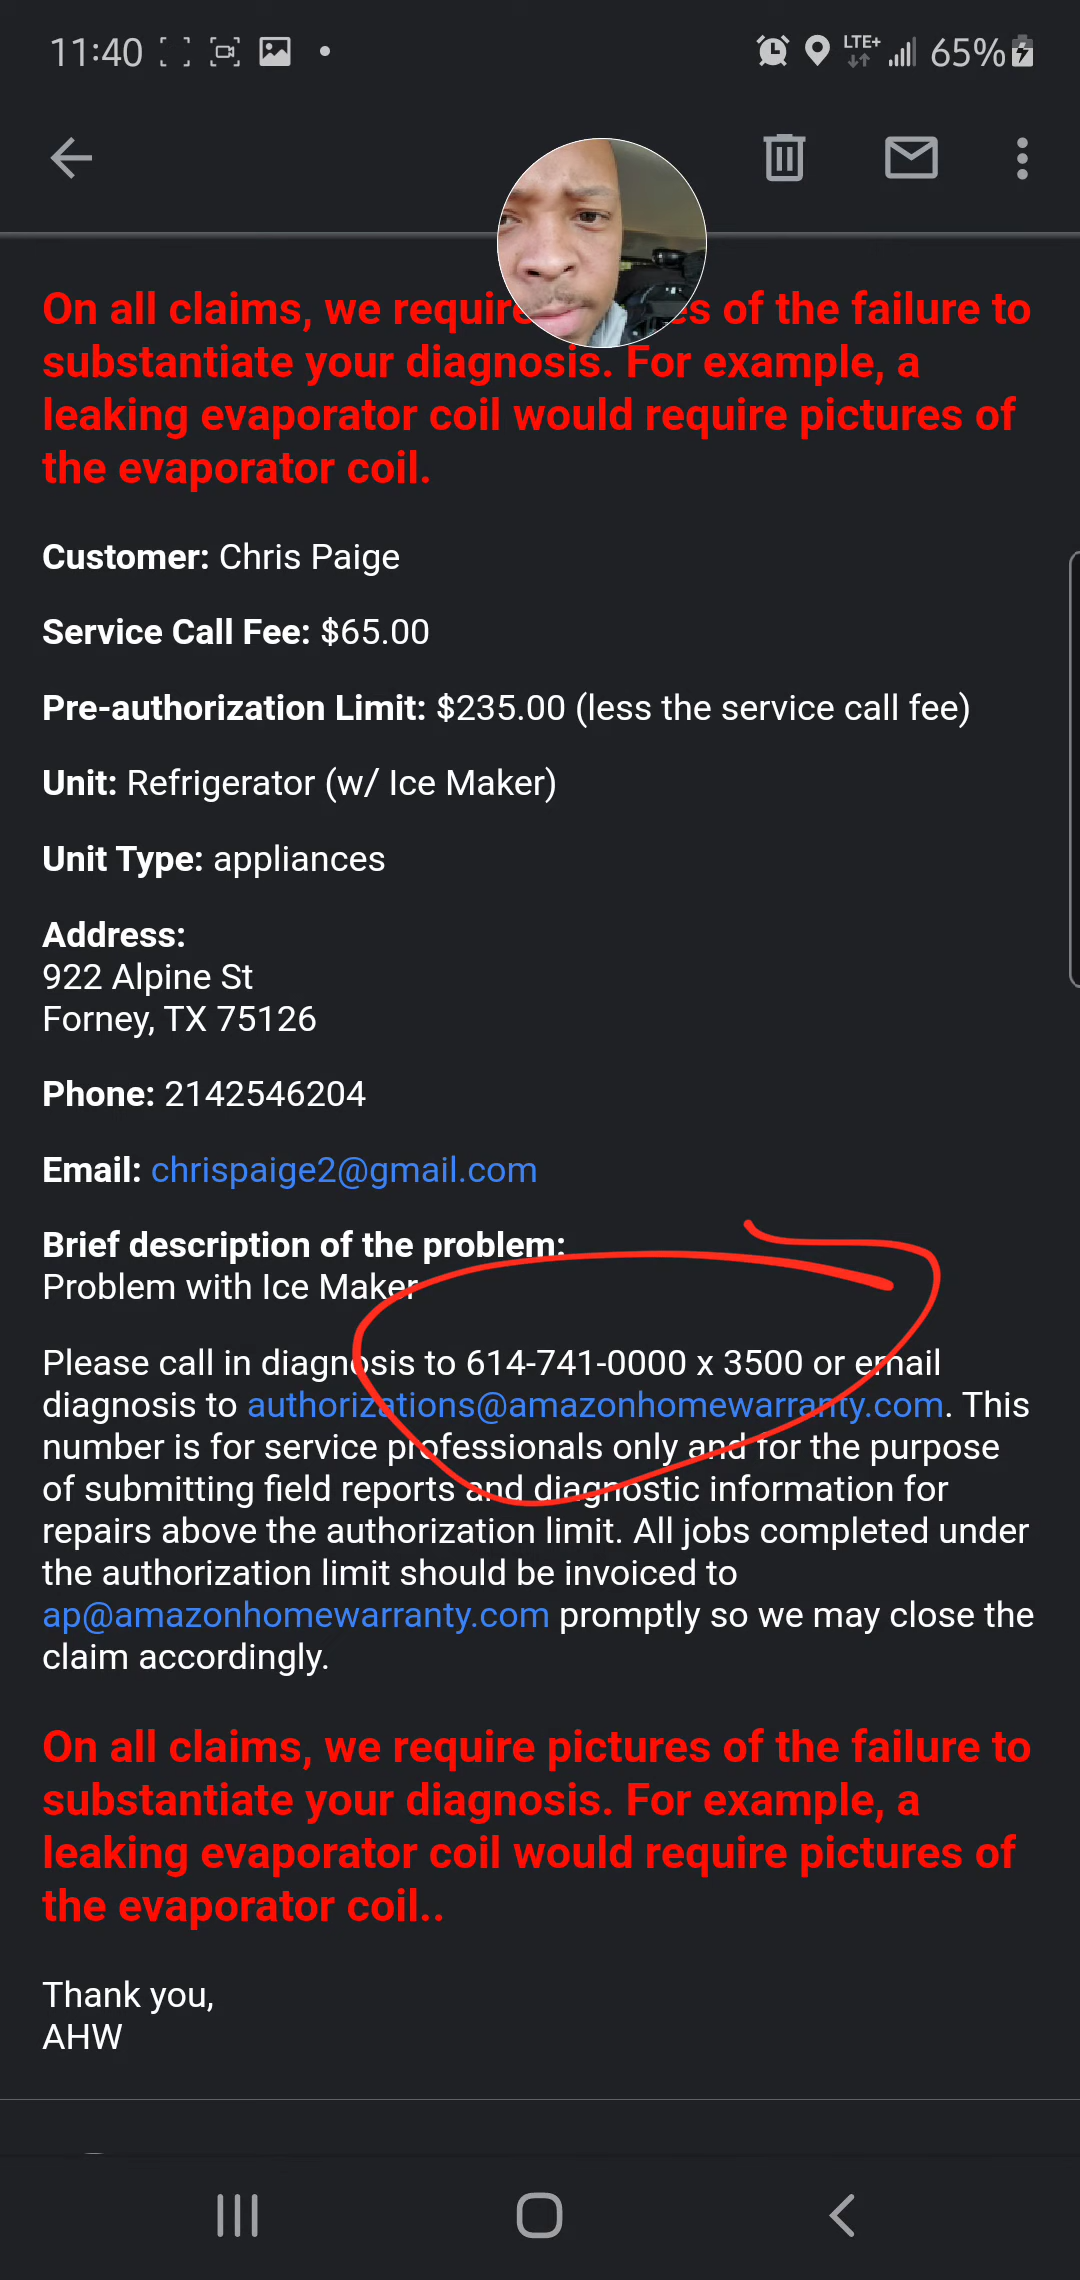 11:40
LTE+
65%
On all claims, we require es of the failure to
substantiate your diagnosis. For example, a
leaking evaporator coil would require pictures of
the evaporator coil.
Customer: Chris Paige
Service Call Fee: $65.00
Pre-authorization Limit: $235.00 (less the service call fee)
Unit: Refrigerator (w/ Ice Maker)
Unit Type: appliances
Address:
922 Alpine St
Forney, TX 75126
Phone: 2142546204
Email: chrispaige2@gmail.com
Brief description of the problem:
Problem with Ice Maker
Please call in diagnosis to 614-741-0000 x 3500 or email
diagnosis to authorizations@amazonhomewarranty.com. This
number is for service professionals only and for the purpose
of submitting field reports and diagnostic information for
repairs above the authorization limit. All jobs completed under
the authorization limit should be invoiced to
ap@amazonhomewarranty.com promptly so we may close the
claim accordingly.
On all claims, we require pictures of the failure to
substantiate your diagnosis. For example, a
leaking evaporator coil would require pictures of
the evaporator coil..
Thank you,
AHW